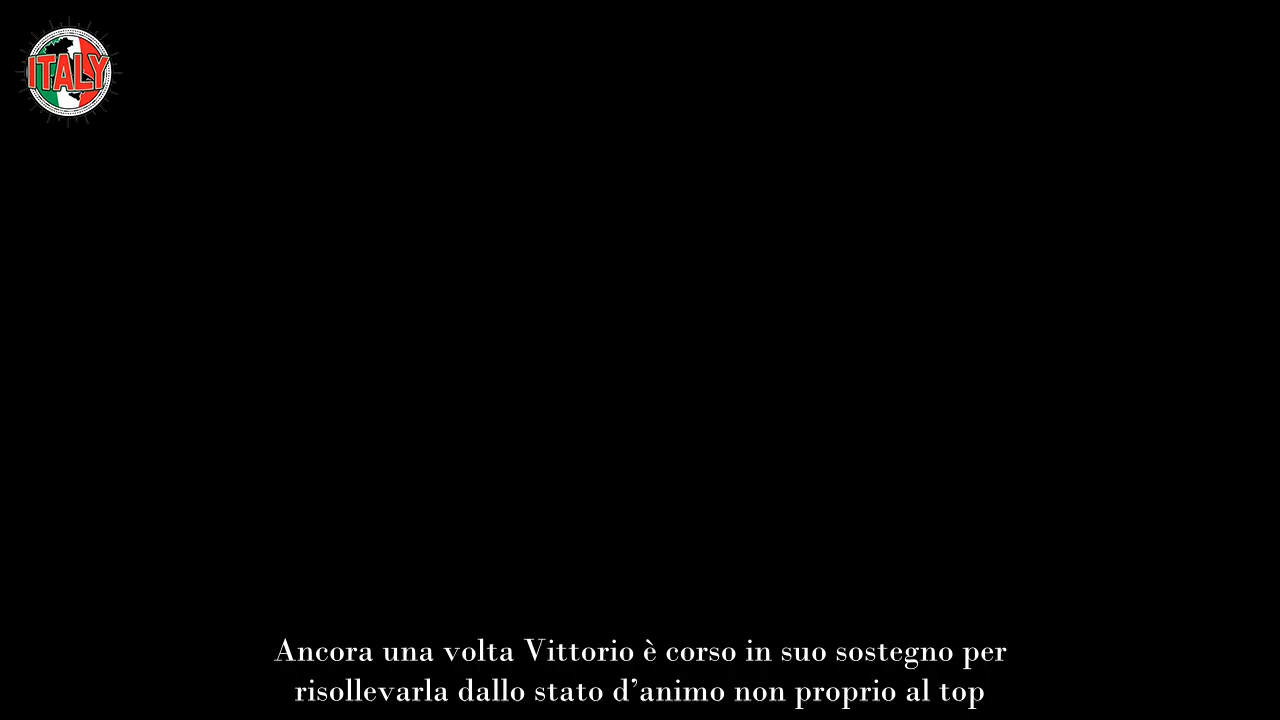 ITALY
Ancora una volta Vittorio è corso in suo sostegno per
risollevarla dallo stato d’animo non proprio al top